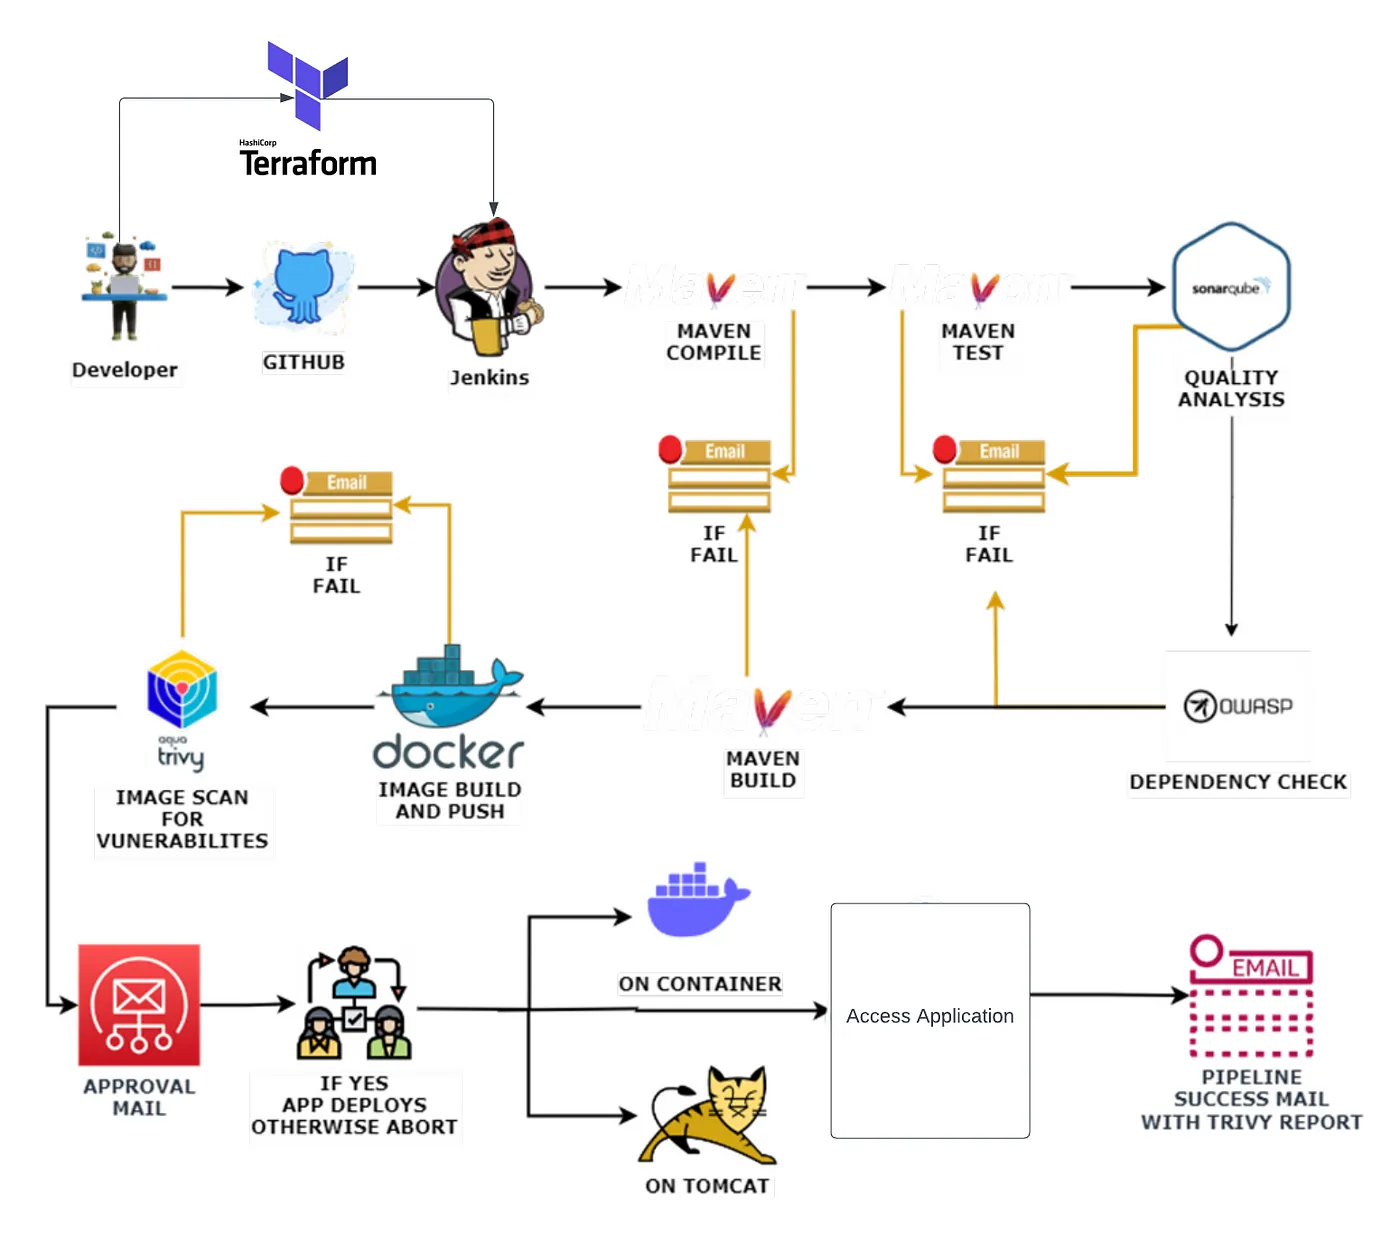 HashiCorp
Terraform
Developer
GITHUB
Jenkins
Maven
MAVEN
COMPILE
Maven
MAVEN
TEST
sonarqube
QUALITY
ANALYSIS
Email
IF
FAIL
Email
IF
FAIL
Email
IF
FAIL
aqua
trivy
IMAGE SCAN
FOR
VUNERABILITES
docker
IMAGE BUILD
AND PUSH
Maven
MAVEN
BUILD
OWASP
DEPENDENCY CHECK
APPROVAL
MAIL
IF YES
APP DEPLOYS
OTHERWISE ABORT
ON CONTAINER
ON TOMCAT
Access Application
EMAIL
PIPELINE
SUCCESS MAIL
WITH TRIVY REPORT